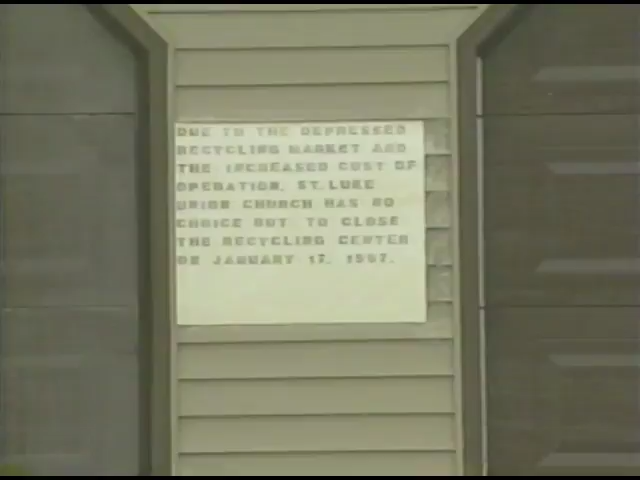 DUE TO THE DEPRESSED
RECYCLING MARKET AND
THE INCREASED COST OF
OPERATION, ST. LUKE
UNION CHURCH HAS NO
CHOICE BUT TO CLOSE
THE RECYCLING CENTER
ON JANUARY 17,